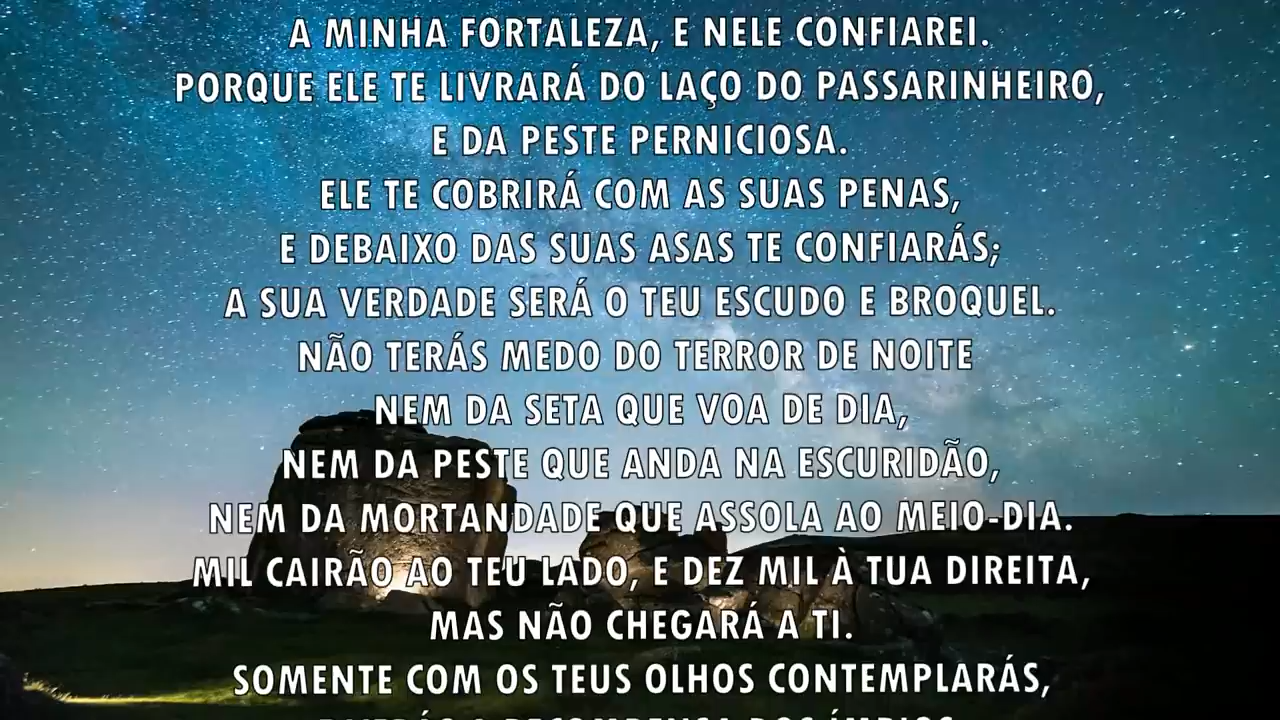 A MINHA FORTALEZA, E NELE CONFIAREI.
PORQUE ELE TE LIVRARÁ DO LAÇO DO PASSARINHEIRO,
E DA PESTE PERNICIOSA.
ELE TE COBRIRÁ COM AS SUAS PENAS,
E DEBAIXO DAS SUAS ASAS TE CONFIARÁS;
A SUA VERDADE SERÁ O TEU ESCUDO E BROQUEL.
NÃO TERÁS MEDO DO TERROR DE NOITE
NEM DA SETA QUE VOA DE DIA,
NEM DA PESTE QUE ANDA NA ESCURIDÃO,
NEM DA MORTANDADE QUE ASSOLA AO MEIO-DIA.
MIL CAIRÃO AO TEU LADO, E DEZ MIL À TUA DIREITA,
MAS NÃO CHEGARÁ A TI.
SOMENTE COM OS TEUS OLHOS CONTEMPLARÁS,